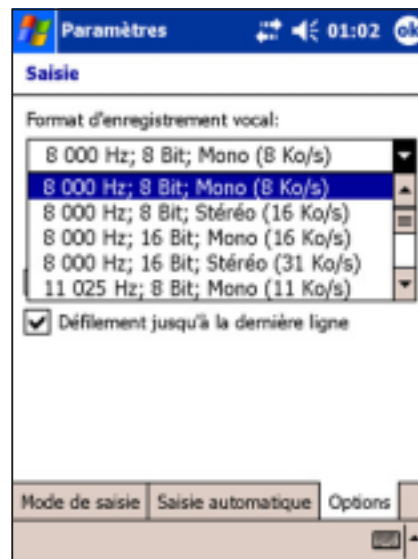 Paramètres 01:02 ok
Saisie
Format d'enregistrement vocal:
8 000 Hz; 8 Bit; Mono (8 Ko/s)
8 000 Hz; 8 Bit; Mono (8 Ko/s)
8 000 Hz; 8 Bit; Stéréo (16 Ko/s)
8 000 Hz; 16 Bit; Mono (16 Ko/s)
8 000 Hz; 16 Bit; Stéréo (31 Ko/s)
11 025 Hz; 8 Bit; Mono (11 Ko/s)
Défilement jusqu'à la dernière ligne
Mode de saisie Saisie automatique Options